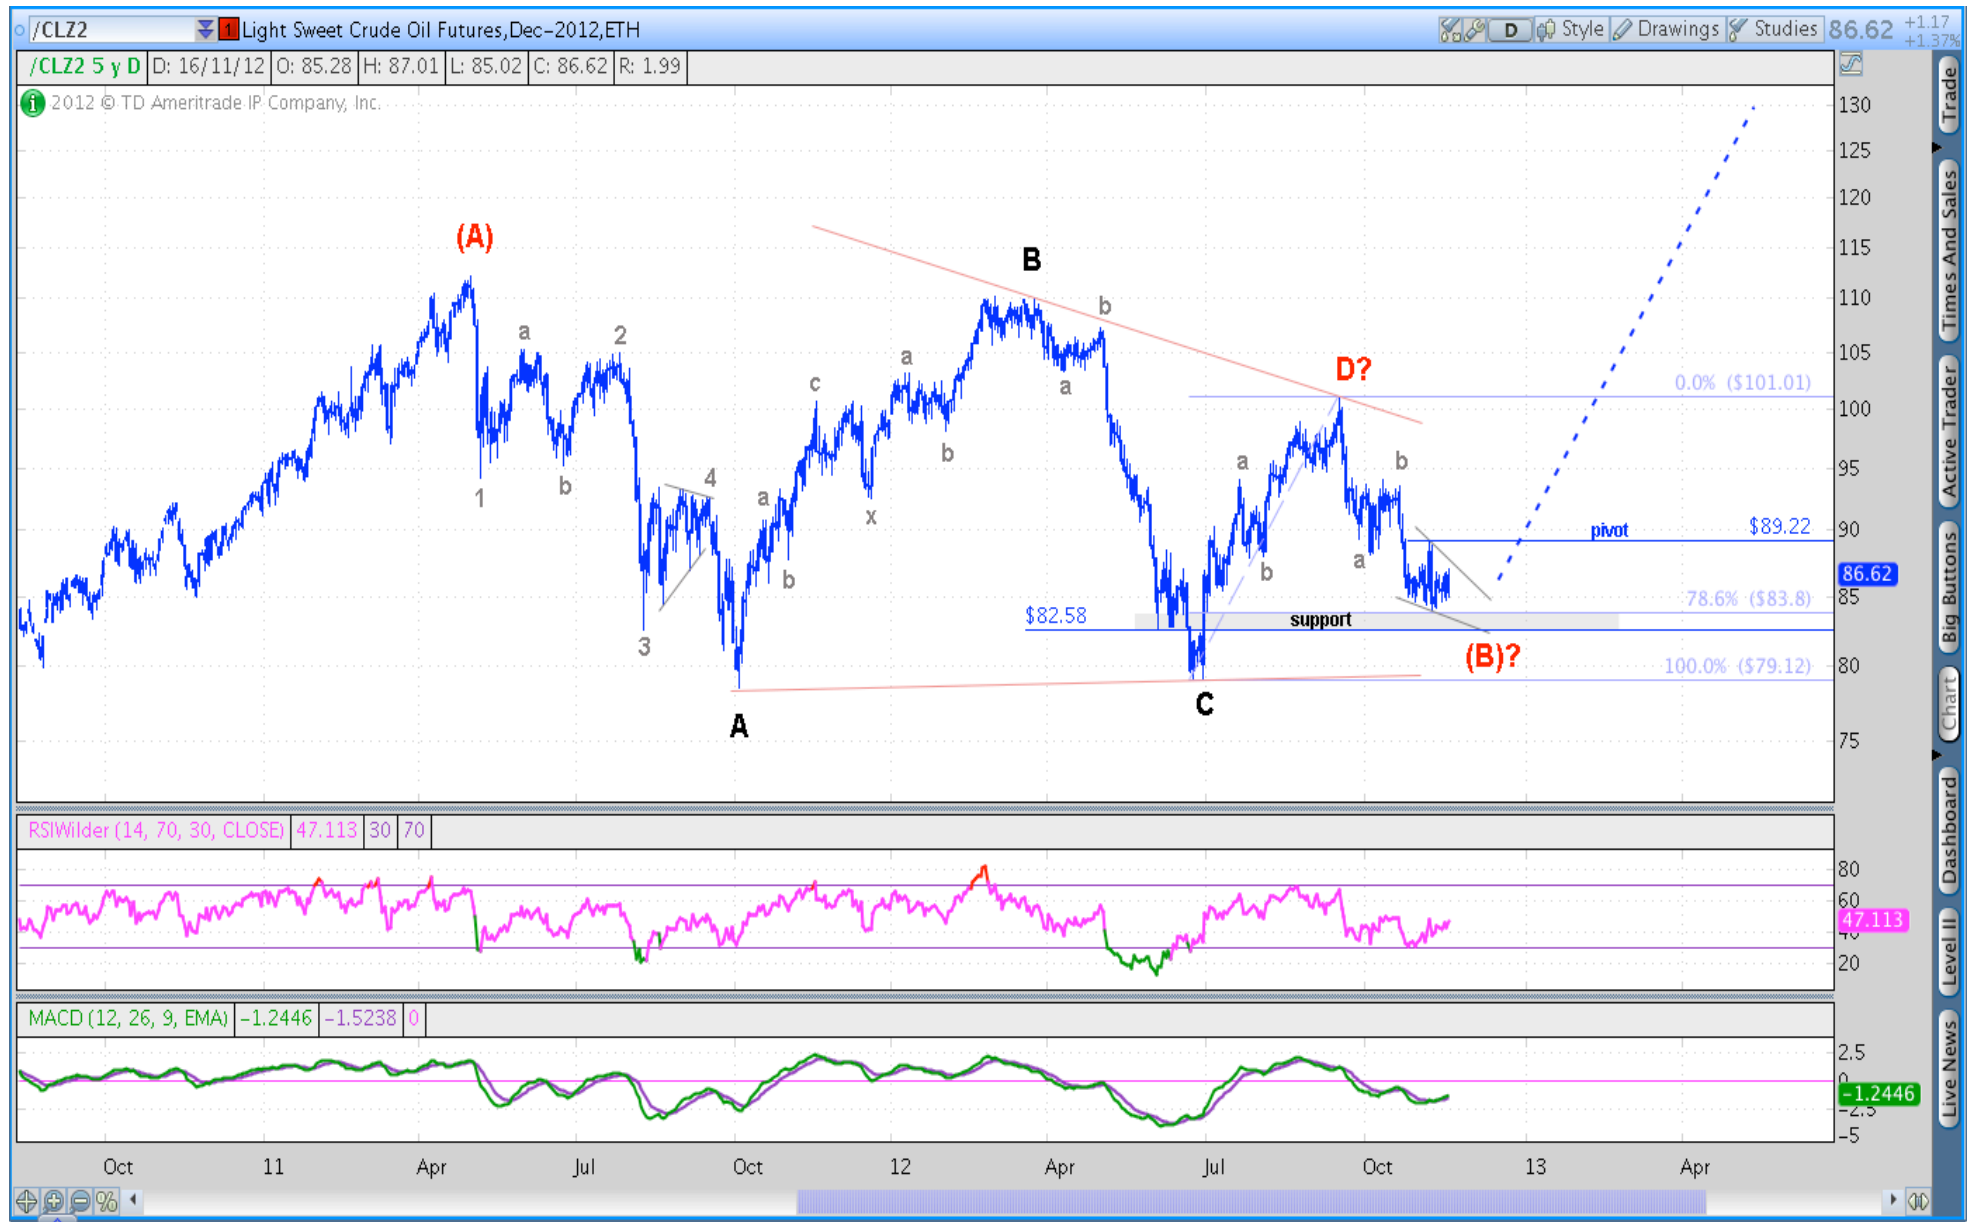 /CLZ2 1 Light Sweet Crude Oil Futures,Dec-2012,ETH D Style Drawings Studies 86.62 +1.17 +1.37%
/CLZ2 5 y D D: 16/11/12 O: 85.28 H: 87.01 L: 85.02 C: 86.62 R: 1.99
2012 © TD Ameritrade IP Company, Inc.
130
125
120
115
110
105
100
95
90
86.62
85
80
75
(A)
B
b
a
2
D?
0.0% ($101.01)
a
a
c
b
a
b
4
b
a
b
1
a
x
pivot
$89.22
a
b
b
78.6% ($83.8)
$82.58
support
3
(B)?
100.0% ($79.12)
C
A
RSIWilder (14, 70, 30, CLOSE) 47.113 30 70
80
60
47.113
40
20
MACD (12, 26, 9, EMA) -1.2446 -1.5238 0
2.5
0
-1.2446
-2.5
-5
Oct 11 Apr Jul Oct 12 Apr Jul Oct 13 Apr
%
Trade
Times And Sales
Active Trader
Big Buttons
Chart
Dashboard
Level II
Live News